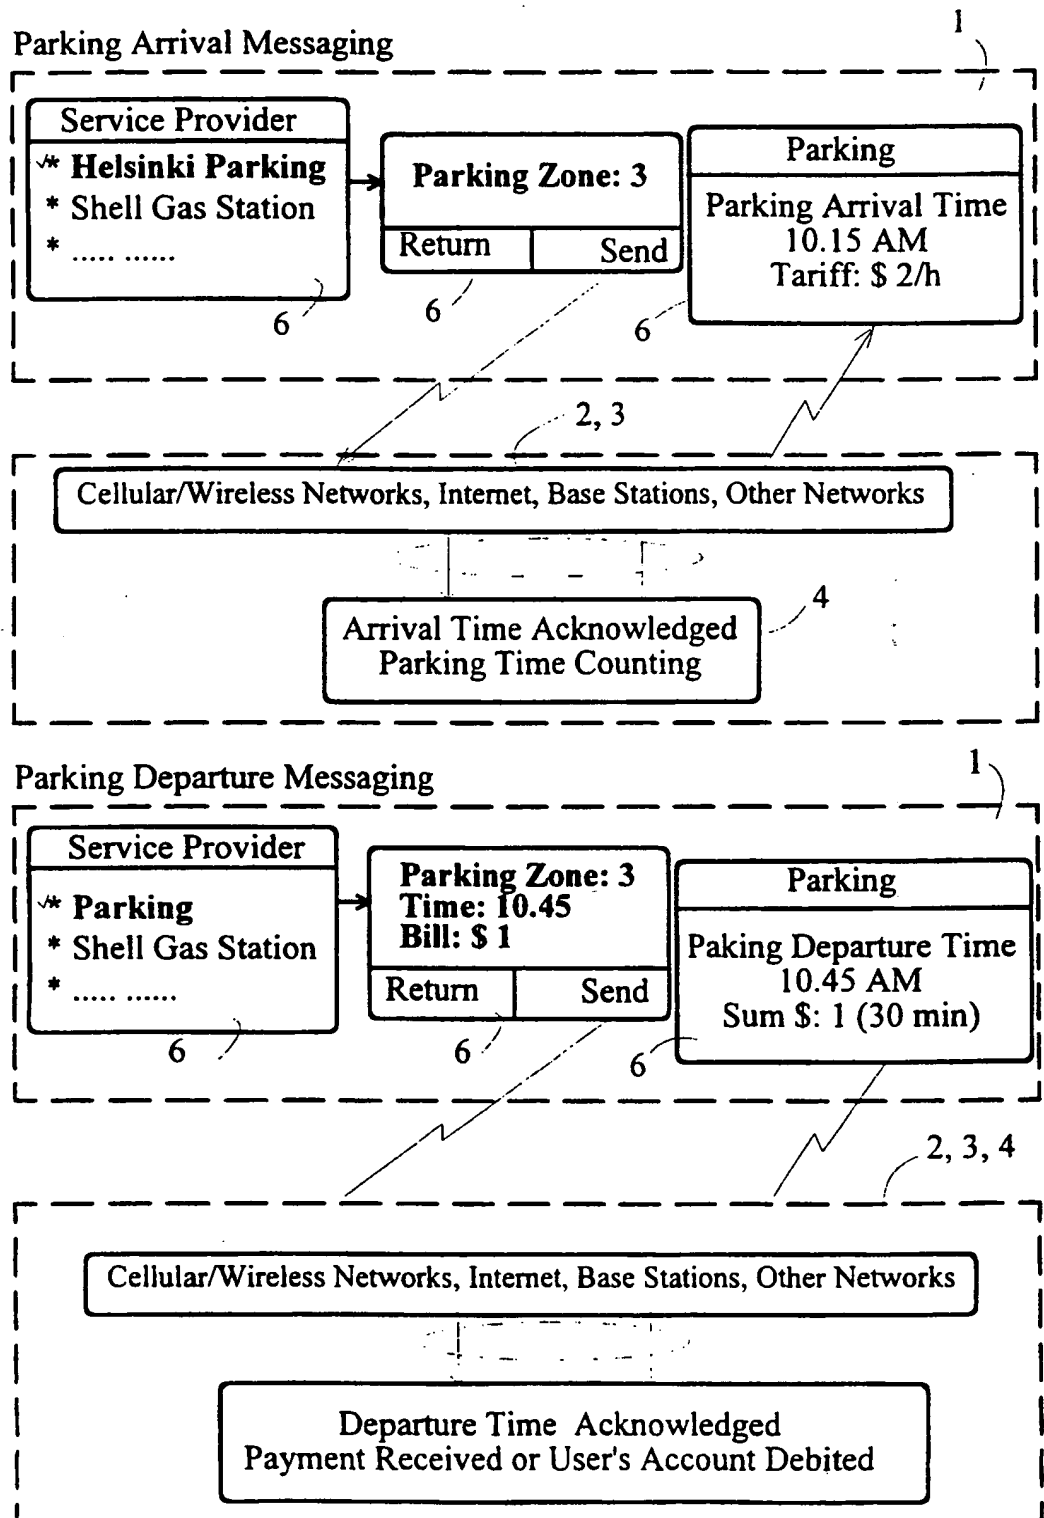 1
Parking Arrival Messaging
Service Provider
√* Helsinki Parking
* Shell Gas Station
* ..... ......
6
Parking Zone: 3
Return Send
6
Parking
Parking Arrival Time
10.15 AM
Tariff: $ 2/h
6
2, 3
Cellular/Wireless Networks, Internet, Base Stations, Other Networks
4
Arrival Time Acknowledged
Parking Time Counting
Parking Departure Messaging
1
Service Provider
√* Parking
* Shell Gas Station
* ..... ......
6
Parking Zone: 3
Time: 10.45
Bill: $ 1
Return Send
6
Parking
Paking Departure Time
10.45 AM
Sum $: 1 (30 min)
6
2, 3, 4
Cellular/Wireless Networks, Internet, Base Stations, Other Networks
Departure Time Acknowledged
Payment Received or User's Account Debited